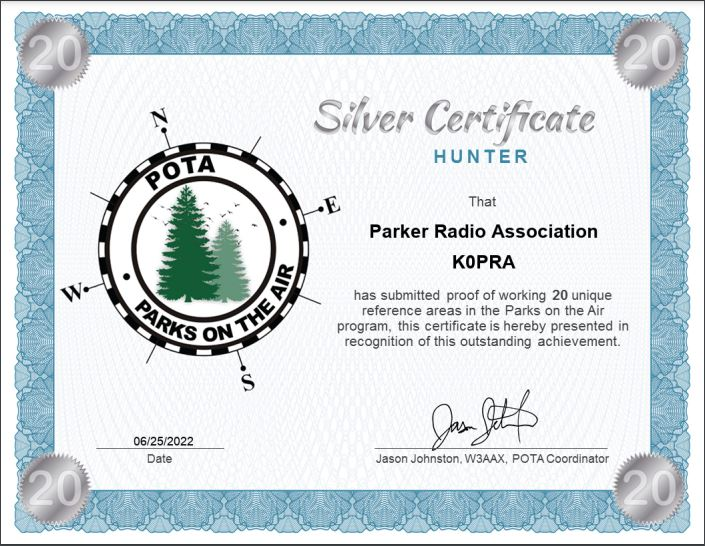 20
20
Silver Certificate
HUNTER
That
Parker Radio Association
K0PRA
has submitted proof of working 20 unique
reference areas in the Parks on the Air
program, this certificate is hereby presented in
recognition of this outstanding achievement.
N
E
W
S
POTA
PARKS ON THE AIR
06/25/2022
Date
Jason Johnston, W3AAX, POTA Coordinator
20
20